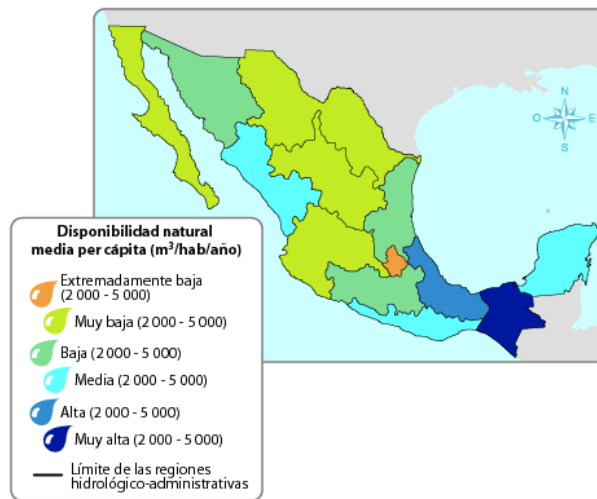 N
O E
S
Disponibilidad natural
media per cápita (m³/hab/año)
Extremadamente baja
(2 000 - 5 000)
Muy baja (2 000 - 5 000)
Baja (2 000 - 5 000)
Media (2 000 - 5 000)
Alta (2 000 - 5 000)
Muy alta (2 000 - 5 000)
Límite de las regiones
hidrológico-administrativas